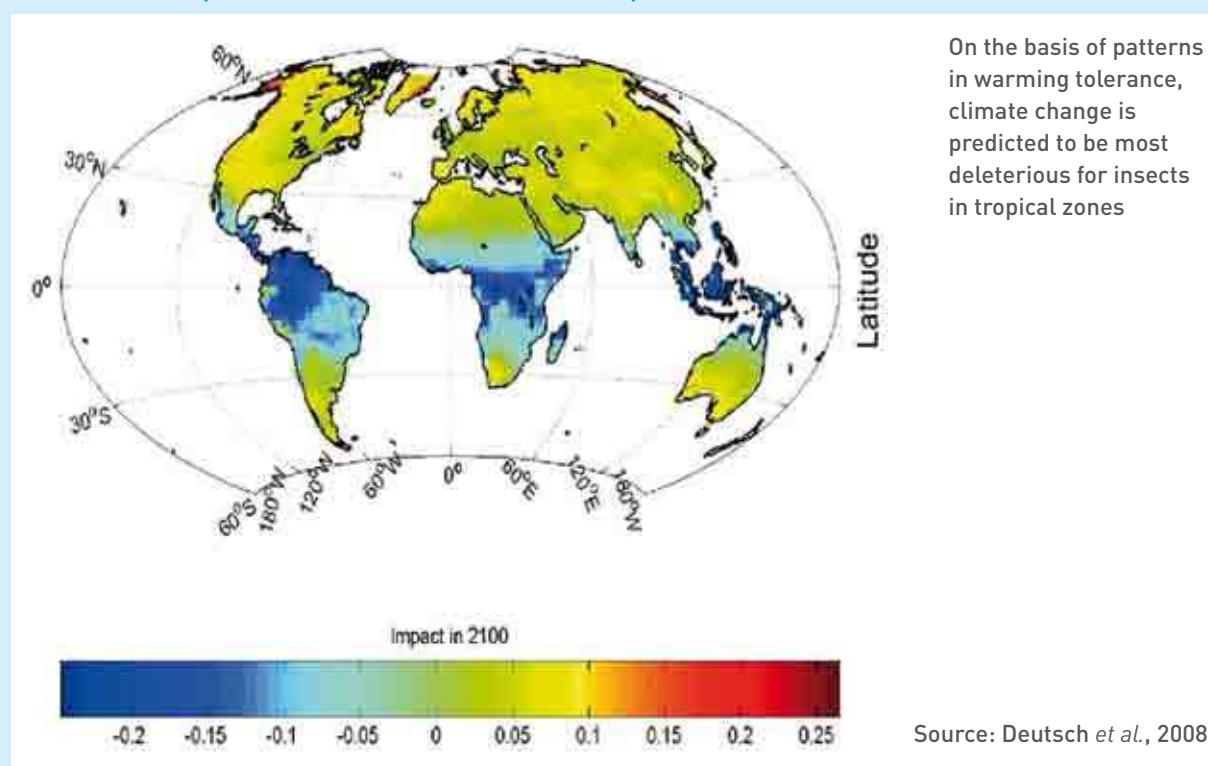 On the basis of patterns
in warming tolerance,
climate change is
predicted to be most
deleterious for insects
in tropical zones
60°N
30°N
0°
30°S
60°S
180°W
120°W
60°W
0°
60°E
120°E
180°W
Latitude
Impact in 2100
-0.2 -0.15 -0.1 -0.05 0 0.05 0.1 0.15 0.2 0.25
Source: Deutsch et al., 2008